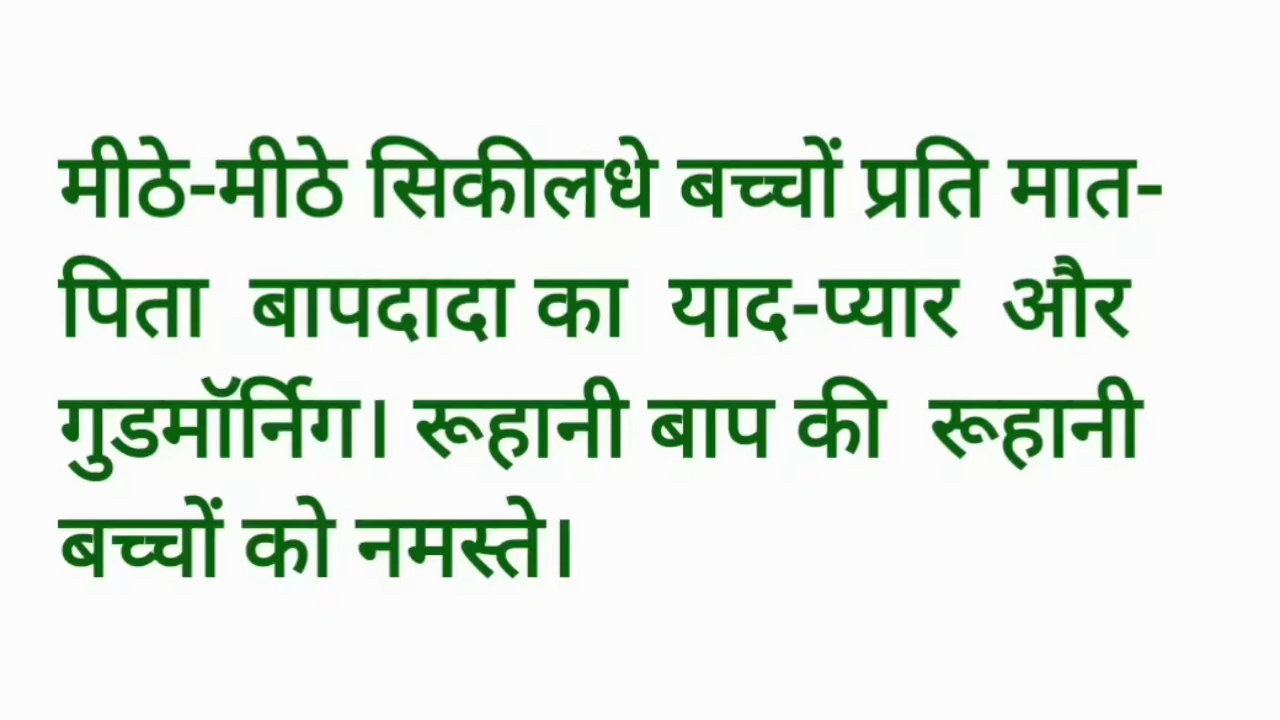 मीठे-मीठे सिकीलधे बच्चों प्रति मात-
पिता बापदादा का याद-प्यार और
गुडमॉर्निग। रूहानी बाप की रूहानी
बच्चों को नमस्ते।